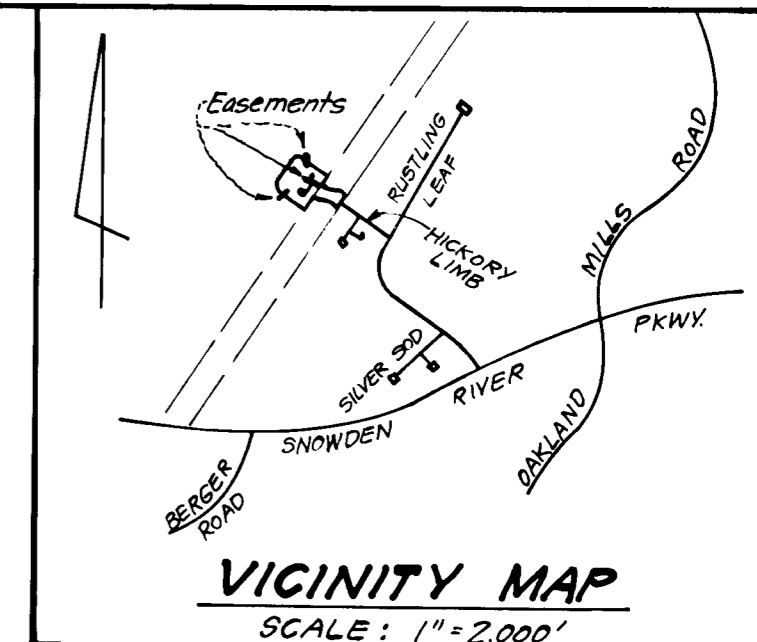 Easements
RUSTLING
LEAF
HICKORY
LIMB
MILLS ROAD
SILVER SOD
SNOWDEN RIVER PKWY.
OAKLAND
BERGER
ROAD
VICINITY MAP
SCALE: 1"=2,000'